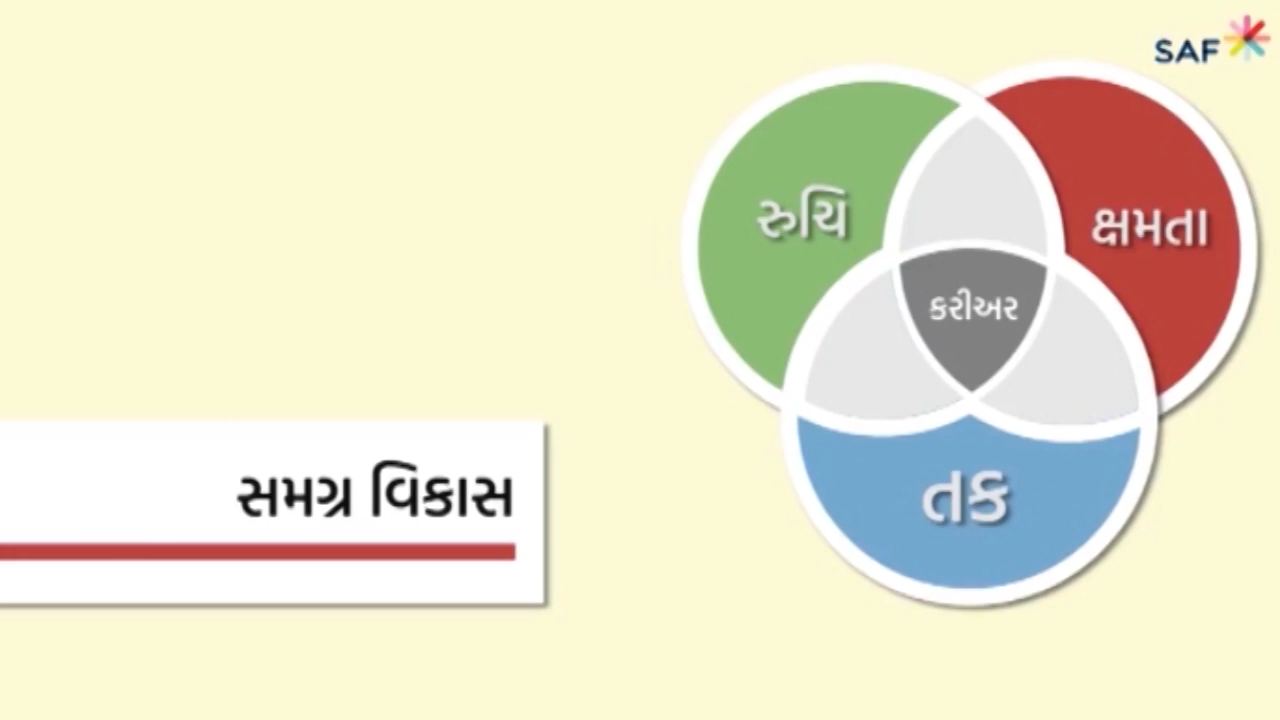 SAF
રુચિ
ક્ષમતા
કરીઅર
તક
સમગ્ર વિકાસ